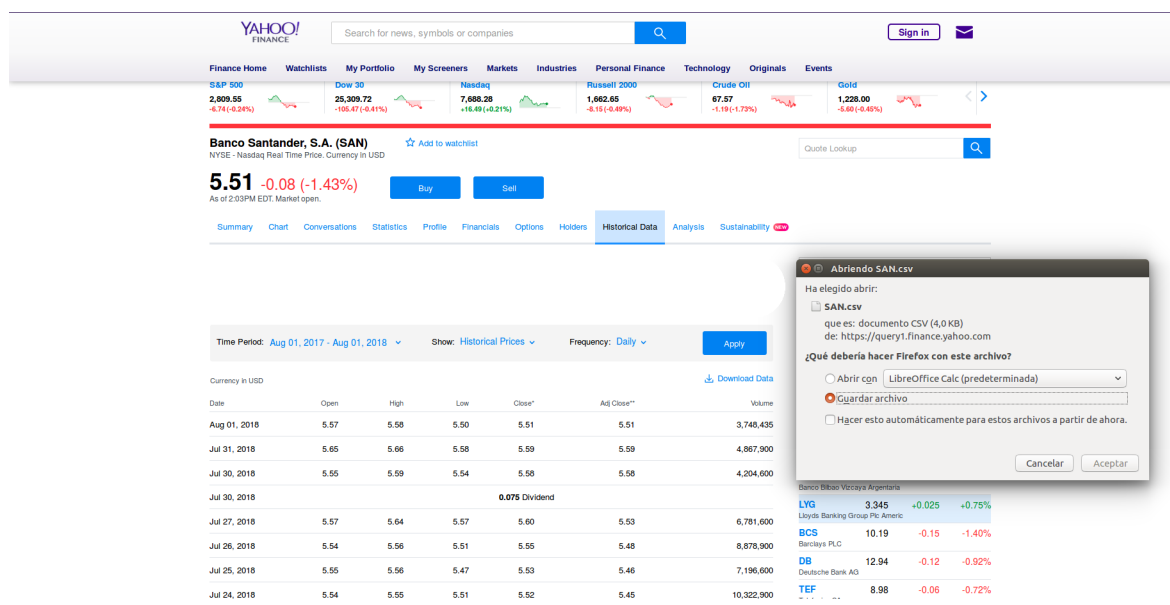 YAHOO!
FINANCE
Search for news, symbols or companies
Sign in
Finance Home Watchlists My Portfolio My Screeners Markets Industries Personal Finance Technology Originals Events
S&P 500 Dow 30 Nasdaq Russell 2000 Crude Oil Gold
2,809.55 25,309.72 7,688.28 1,662.65 67.57 1,228.00
-6.74 (-0.24%) -105.47 (-0.41%) +16.49 (+0.21%) -8.15 (-0.49%) -1.19 (-1.73%) -5.60 (-0.45%)
Banco Santander, S.A. (SAN) Add to watchlist
NYSE - Nasdaq Real Time Price. Currency in USD
Quote Lookup
5.51 -0.08 (-1.43%)
As of 2:03PM EDT. Market open.
Buy Sell
Summary Chart Conversations Statistics Profile Financials Options Holders Historical Data Analysis Sustainability NEW
Time Period: Aug 01, 2017 - Aug 01, 2018 Show: Historical Prices Frequency: Daily Apply
Currency in USD Download Data
Date Open High Low Close* Adj Close** Volume
Aug 01, 2018 5.57 5.58 5.50 5.51 5.51 3,748,435
Jul 31, 2018 5.65 5.66 5.58 5.59 5.59 4,867,900
Jul 30, 2018 5.55 5.59 5.54 5.58 5.58 4,204,600
Jul 30, 2018 0.075 Dividend
Jul 27, 2018 5.57 5.64 5.57 5.60 5.53 6,781,600
Jul 26, 2018 5.54 5.56 5.51 5.55 5.48 8,878,900
Jul 25, 2018 5.55 5.56 5.47 5.53 5.46 7,196,600
Jul 24, 2018 5.54 5.55 5.51 5.52 5.45 10,322,900
Abriendo SAN.csv
Ha elegido abrir:
SAN.csv
que es: documento CSV (4,0 KB)
de: https://query1.finance.yahoo.com
¿Qué debería hacer Firefox con este archivo?
Abrir con LibreOffice Calc (predeterminada)
Guardar archivo
Hacer esto automáticamente para estos archivos a partir de ahora.
Cancelar Aceptar
Banco Bilbao Vizcaya Argentaria
LYG 3.345 +0.025 +0.75%
Lloyds Banking Group Plc Americ
BCS 10.19 -0.15 -1.40%
Barclays PLC
DB 12.94 -0.12 -0.92%
Deutsche Bank AG
TEF 8.98 -0.06 -0.72%